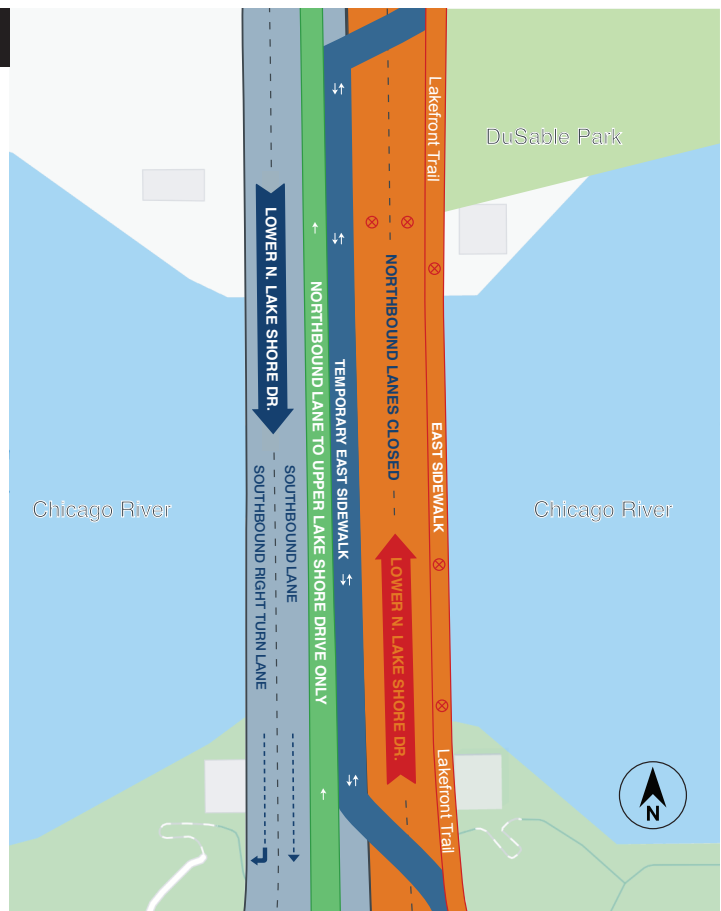 Lakefront Trail
DuSable Park
LOWER N. LAKE SHORE DR.
NORTHBOUND LANES CLOSED
NORTHBOUND LANE TO UPPER LAKE SHORE DRIVE ONLY
TEMPORARY EAST SIDEWALK
EAST SIDEWALK
SOUTHBOUND LANE
SOUTHBOUND RIGHT TURN LANE
Chicago River
Chicago River
LOWER N. LAKE SHORE DR.
Lakefront Trail
N